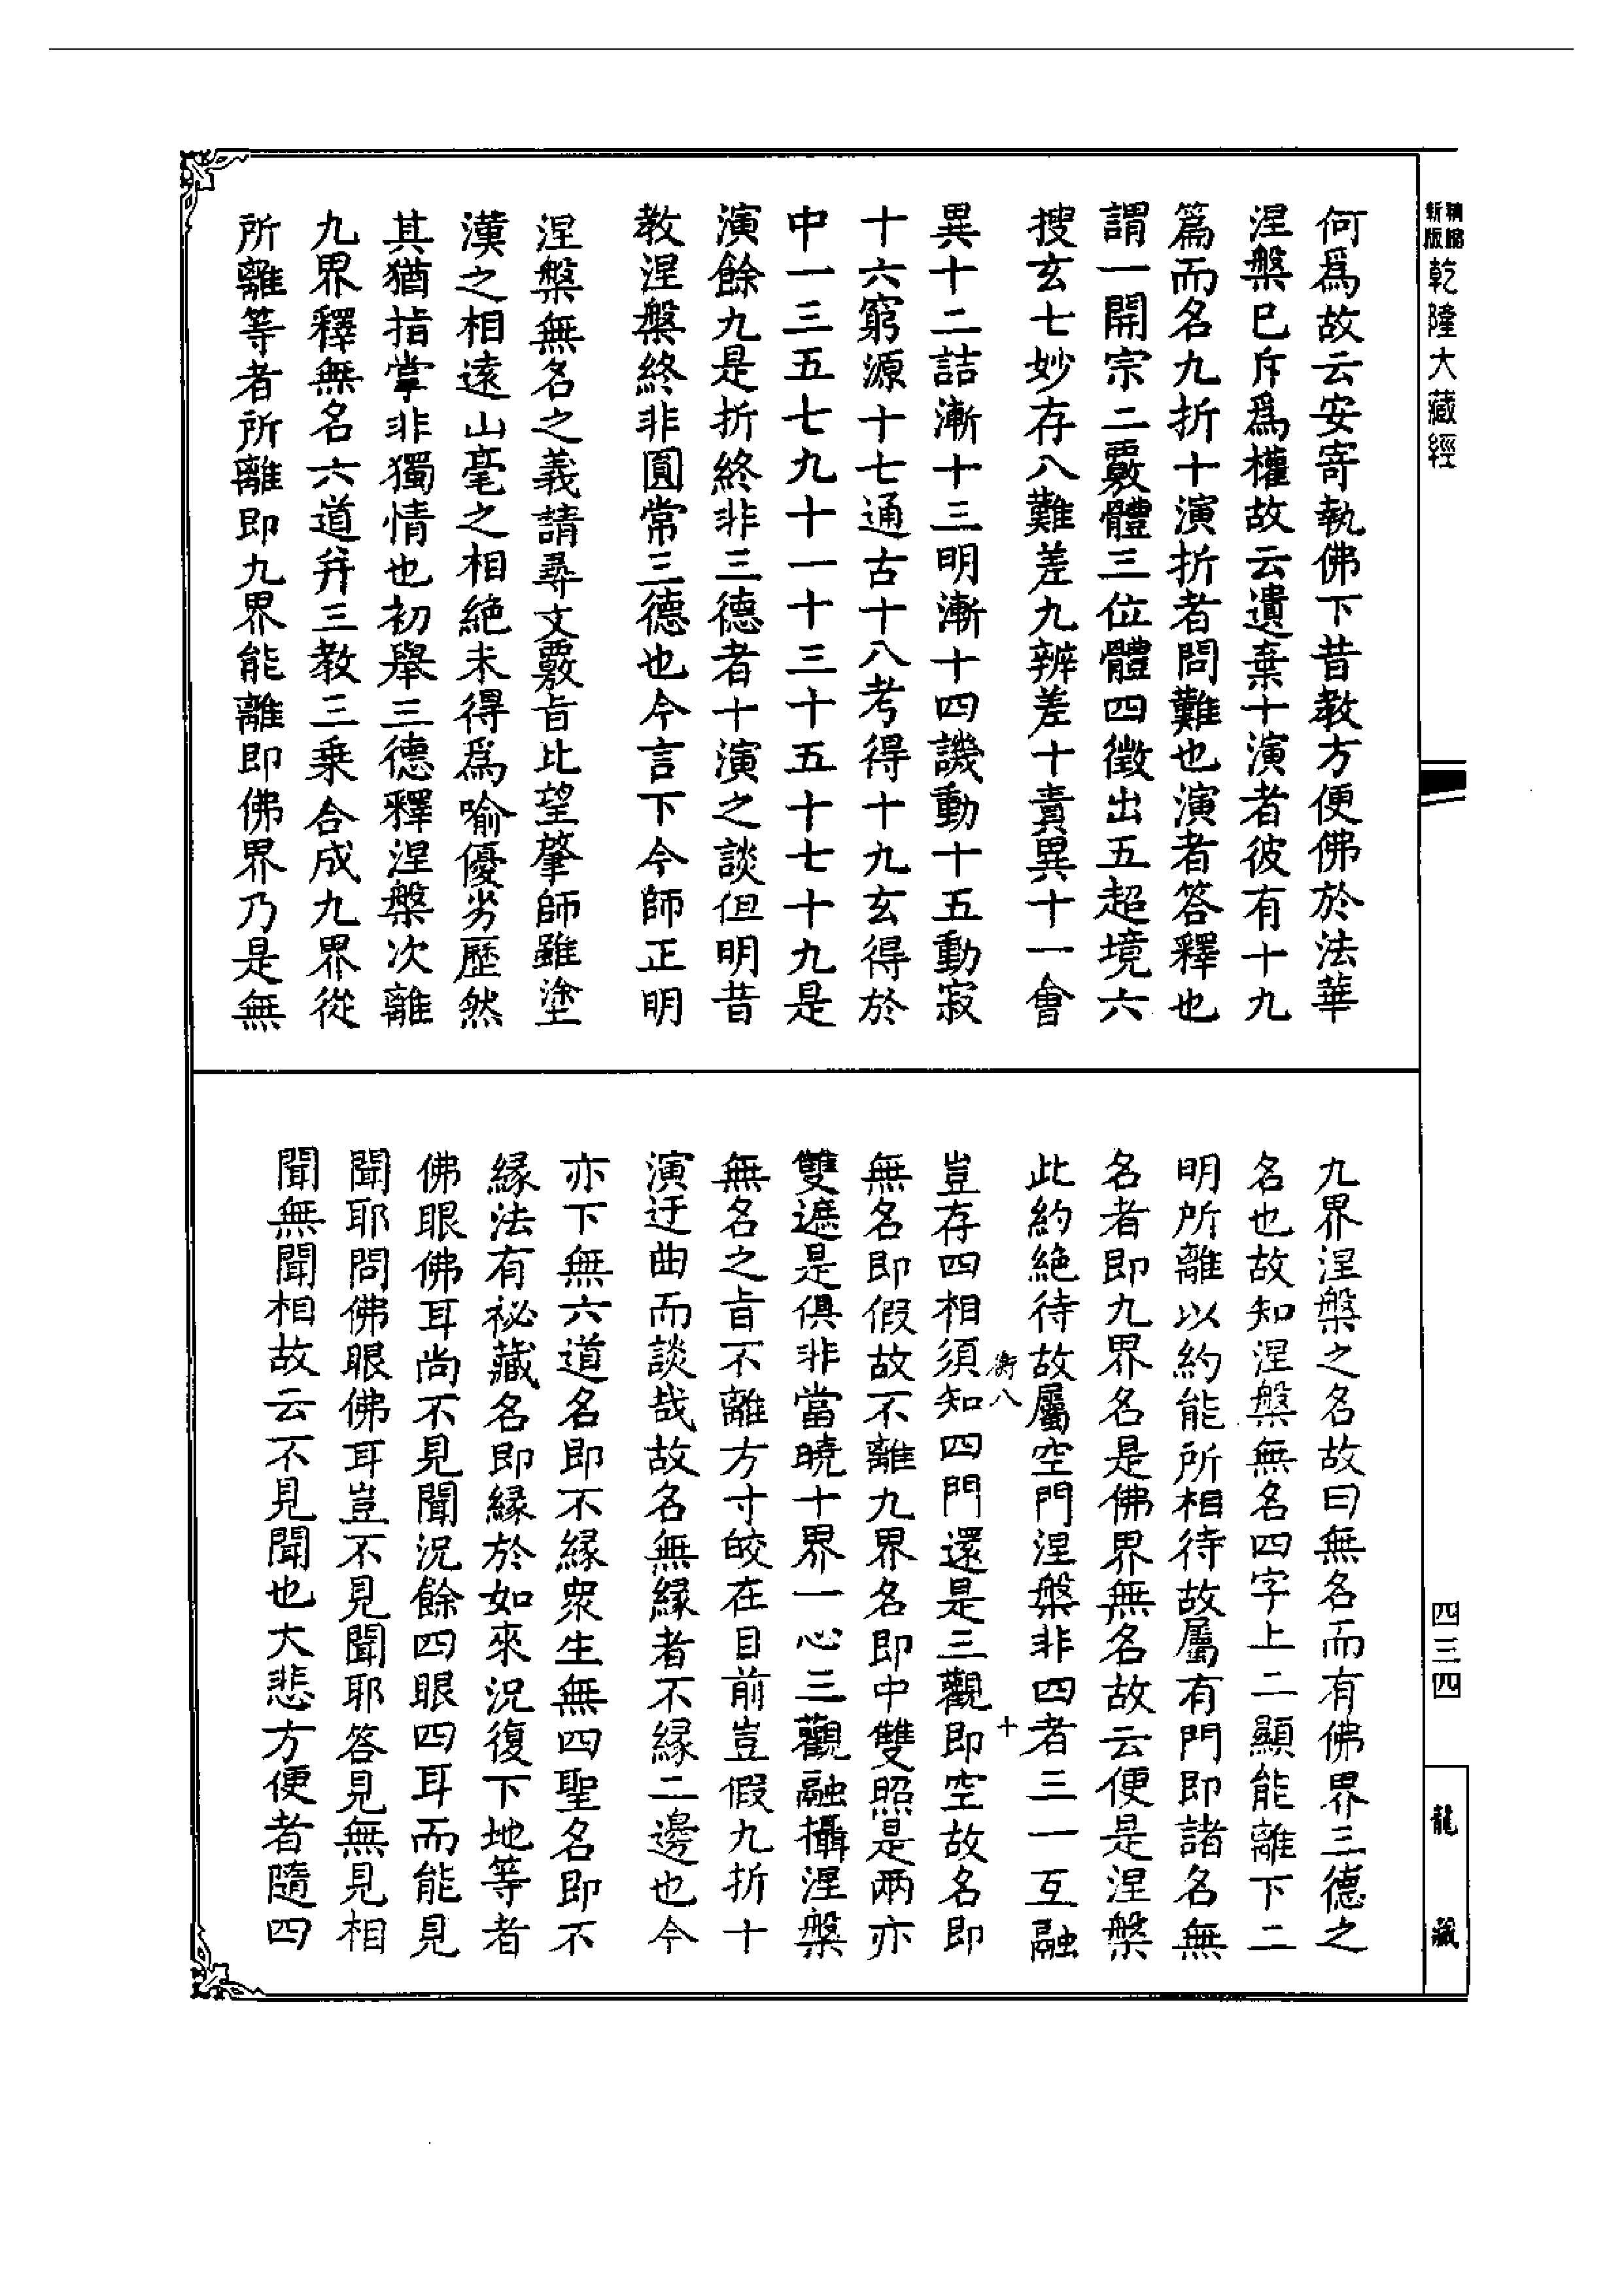 精縮新版乾隆大藏經
何為故云安寄執佛下昔教方便佛於法華
涅槃已斥為權故云遺棄十演者彼有十九
篇而名九折十演折者問難也演者答釋也
謂一開宗二覈體三位體四徵出五超境六
搜玄七妙存八難差九辨差十責異十一會
異十二詰漸十三明漸十四譏動十五動寂
十六窮源十七通古十八考得十九玄得於
中一三五七九十一十三十五十七十九是
演餘九是折終非三德者十演之談但明昔
教涅槃終非圓常三德也今言下今師正明
涅槃無名之義請尋文覈旨比望肇師雖塗
漢之相遠山毫之相絕未得為喻優劣歷然
其猶指掌非獨情也初舉三德釋涅槃次離
九界釋無名六道并三教三乘合成九界從
所離等者所離即九界能離即佛界乃是無
九界涅槃之名故曰無名而有佛界三德之
名也故知涅槃無名四字上二顯能離下二
明所離以約能所相待故屬有門即諸名無
名者即九界名是佛界無名故云便是涅槃
此約絕待故屬空門涅槃非四者三一互融
衡八 十
豈存四相須知四門還是三觀即空故名即
無名即假故不離九界名即中雙照是兩亦
雙遮是俱非當曉十界一心三觀融攝涅槃
無名之旨不離方寸皎在目前豈假九折十
演迂曲而談哉故名無緣者不緣二邊也今
亦下無六道名即不緣眾生無四聖名即不
緣法有祕藏名即緣於如來況復下地等者
佛眼佛耳尚不見聞況餘四眼四耳而能見
聞耶問佛眼佛耳豈不見聞耶答見無見相
聞無聞相故云不見聞也大悲方便者隨四
四三四
龍藏